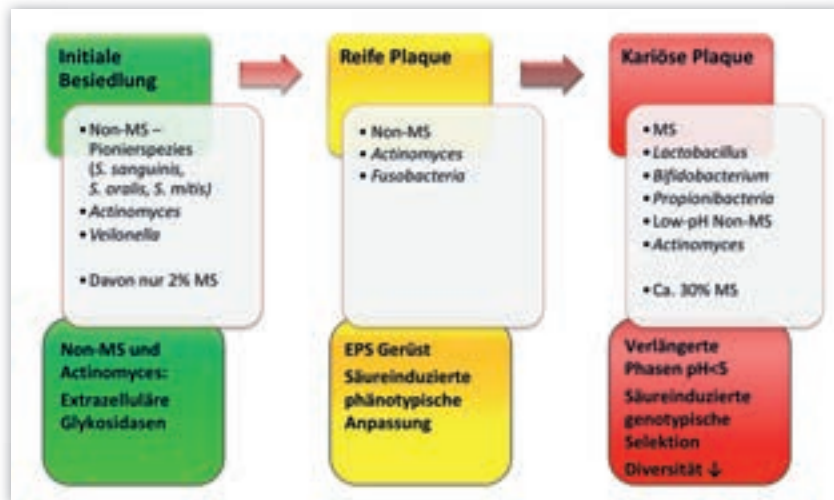 Initiale
Besiedlung
• Non-MS –
Pionierspezies
(S. sanguinis,
S. oralis, S. mitis)
• Actinomyces
• Veilonella
• Davon nur 2% MS
Non-MS und
Actinomyces:
Extrazelluläre
Glykosidasen
Reife Plaque
• Non-MS
• Actinomyces
• Fusobacteria
EPS Gerüst
Säureinduzierte
phänotypische
Anpassung
Kariöse Plaque
• MS
• Lactobacillus
• Bifidobacterium
• Propionibacteria
• Low-pH Non-MS
• Actinomyces
• Ca. 30% MS
Verlängerte
Phasen pH<5
Säureinduzierte
genotypische
Selektion
Diversität ↓